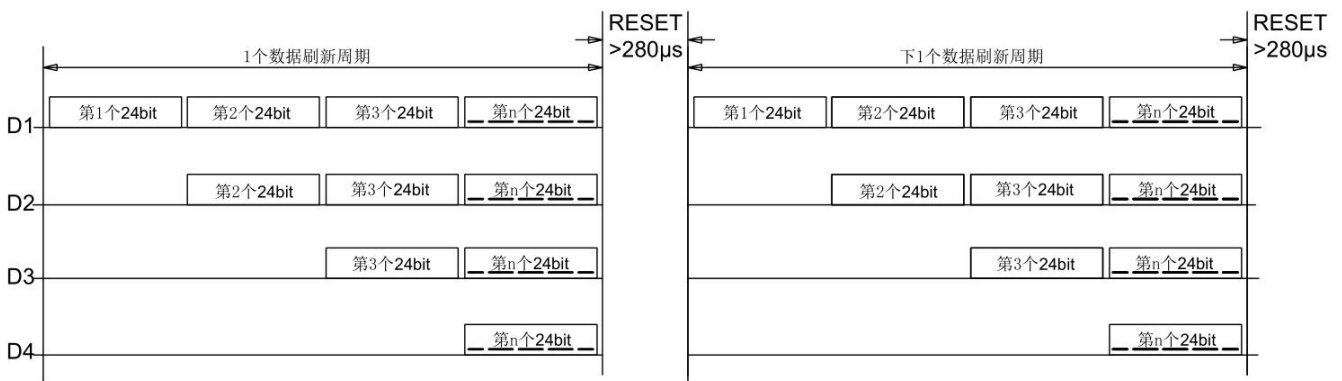 RESET
>280μs
RESET
>280μs
1个数据刷新周期
下1个数据刷新周期
D1
第1个24bit
第2个24bit
第3个24bit
第n个24bit
第1个24bit
第2个24bit
第3个24bit
第n个24bit
D2
第2个24bit
第3个24bit
第n个24bit
第2个24bit
第3个24bit
第n个24bit
D3
第3个24bit
第n个24bit
第3个24bit
第n个24bit
D4
第n个24bit
第n个24bit